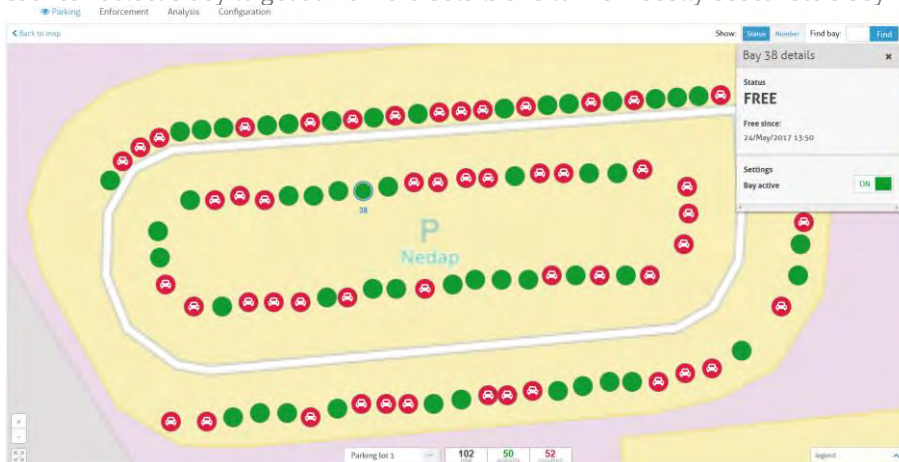 Parking Enforcement Analysis Configuration
Back to map
Show: Status Number Find bay: Find
Bay 38 details
Status
FREE
Free since:
24/May/2017 13:50
Settings
Bay active ON
38
P
Nedap
Parking lot 1
102 50 52
legend